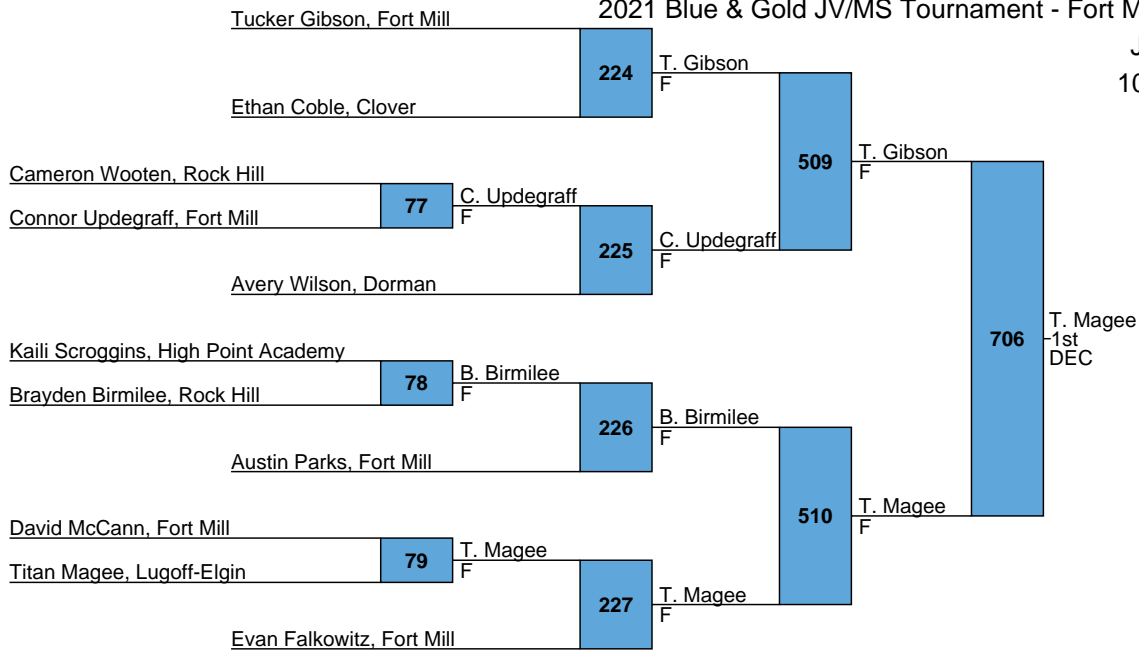 2021 Blue & Gold JV/MS Tournament - Fort M
J
10
Tucker Gibson, Fort Mill
224
T. Gibson
F
Ethan Coble, Clover
509
T. Gibson
F
Cameron Wooten, Rock Hill
77
C. Updegraff
F
Connor Updegraff, Fort Mill
225
C. Updegraff
F
Avery Wilson, Dorman
706
T. Magee
1st
DEC
Kaili Scroggins, High Point Academy
78
B. Birmilee
F
Brayden Birmilee, Rock Hill
226
B. Birmilee
F
Austin Parks, Fort Mill
510
T. Magee
F
David McCann, Fort Mill
79
T. Magee
F
Titan Magee, Lugoff-Elgin
227
T. Magee
F
Evan Falkowitz, Fort Mill